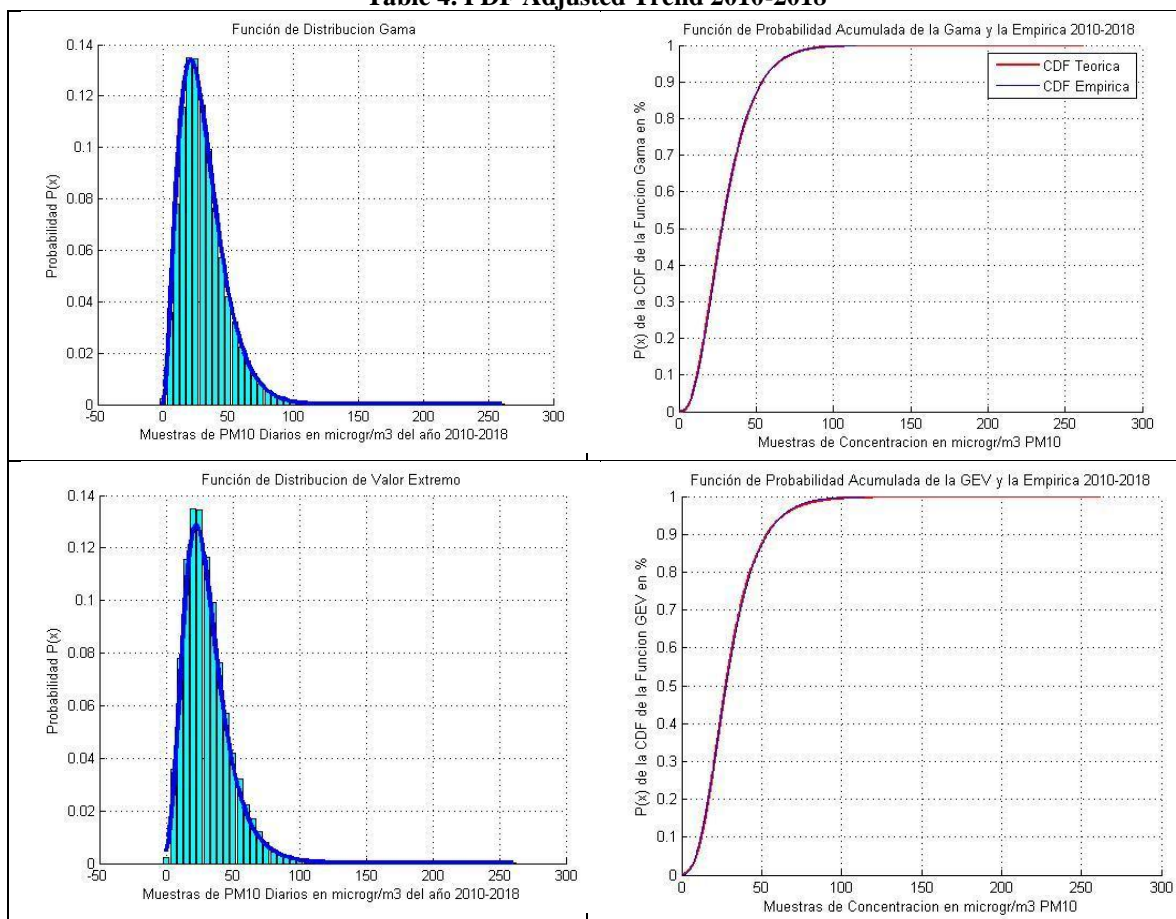 Table 4. PDF Adjusted Trend 2010-2018
Función de Distribucion Gama
0.14
0.12
0.1
0.08
0.06
0.04
0.02
0
-50 0 50 100 150 200 250 300
Probabilidad P(x)
Muestras de PM10 Diarios en microgr/m3 del año 2010-2018
Función de Probabilidad Acumulada de la Gama y la Empirica 2010-2018
CDF Teorica
CDF Empirica
1
0.9
0.8
0.7
0.6
0.5
0.4
0.3
0.2
0.1
0
0 50 100 150 200 250 300
P(x) de la CDF de la Funcion Gama en %
Muestras de Concentracion en microgr/m3 PM10
Función de Distribucion de Valor Extremo
0.14
0.12
0.1
0.08
0.06
0.04
0.02
0
-50 0 50 100 150 200 250 300
Probabilidad P(x)
Muestras de PM10 Diarios en microgr/m3 del año 2010-2018
Función de Probabilidad Acumulada de la GEV y la Empirica 2010-2018
1
0.9
0.8
0.7
0.6
0.5
0.4
0.3
0.2
0.1
0
0 50 100 150 200 250 300
P(x) de la CDF de la Funcion GEV en %
Muestras de Concentracion en microgr/m3 PM10